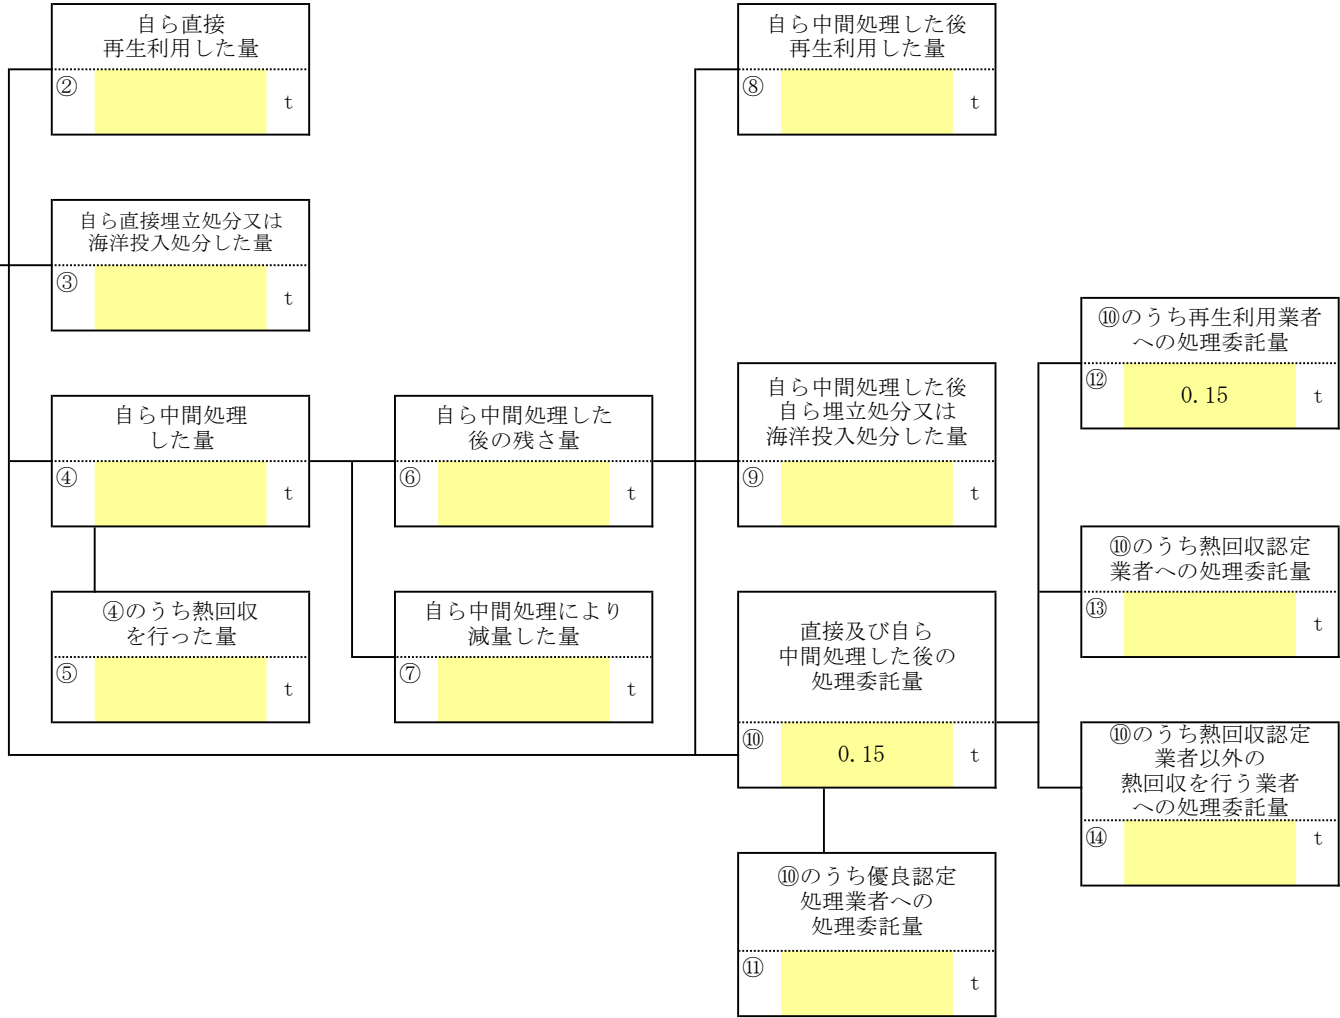 自ら直接
再生利用した量
②
t
自ら中間処理した後
再生利用した量
⑧
t
自ら直接埋立処分又は
海洋投入処分した量
③
t
⑩のうち再生利用業者
への処理委託量
⑫
0.15
t
自ら中間処理
した量
④
t
自ら中間処理した
後の残さ量
⑥
t
自ら中間処理した後
自ら埋立処分又は
海洋投入処分した量
⑨
t
⑩のうち熱回収認定
業者への処理委託量
⑬
t
④のうち熱回収
を行った量
⑤
t
自ら中間処理により
減量した量
⑦
t
直接及び自ら
中間処理した後の
処理委託量
⑩
0.15
t
⑩のうち熱回収認定
業者以外の
熱回収を行う業者
への処理委託量
⑭
t
⑩のうち優良認定
処理業者への
処理委託量
⑪
t